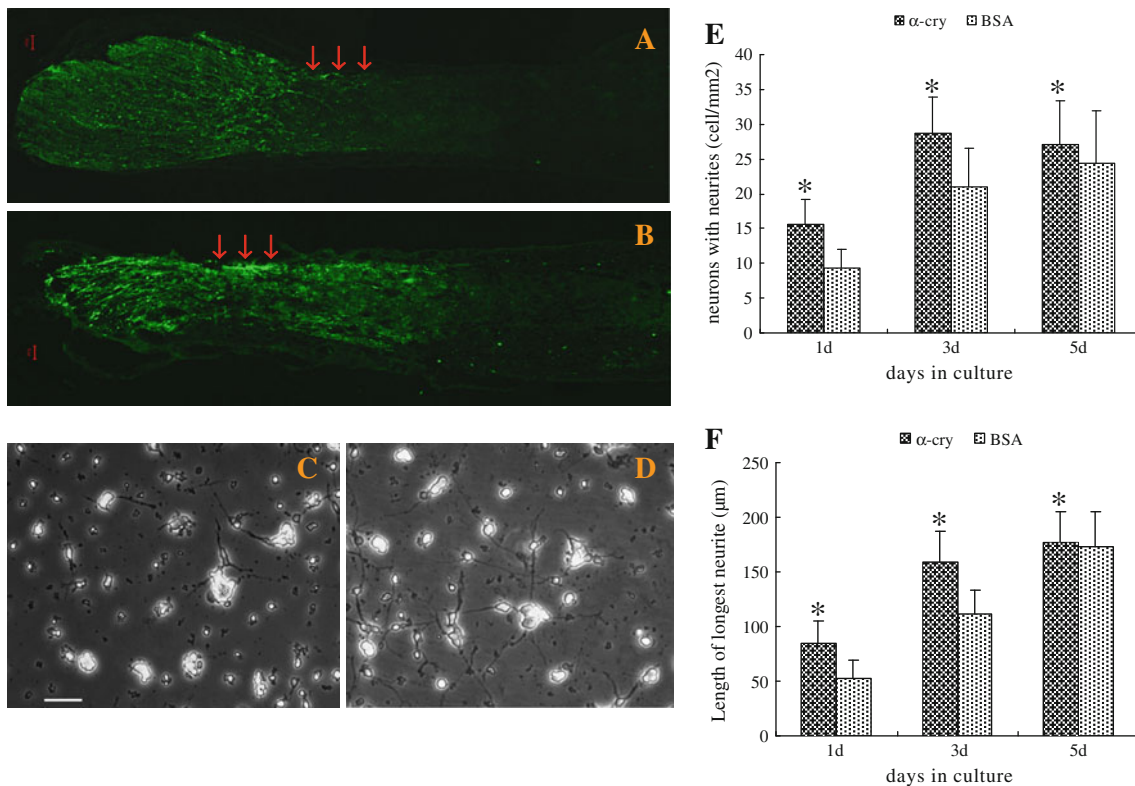 A
B
C
D
E
α-cry BSA
neurons with neurites (cell/mm2)
40
35
30
25
20
15
10
5
0
*
*
*
1d 3d 5d
days in culture
F
α-cry BSA
Length of longest neurite (μm)
250
200
150
100
50
0
*
*
*
1d 3d 5d
days in culture